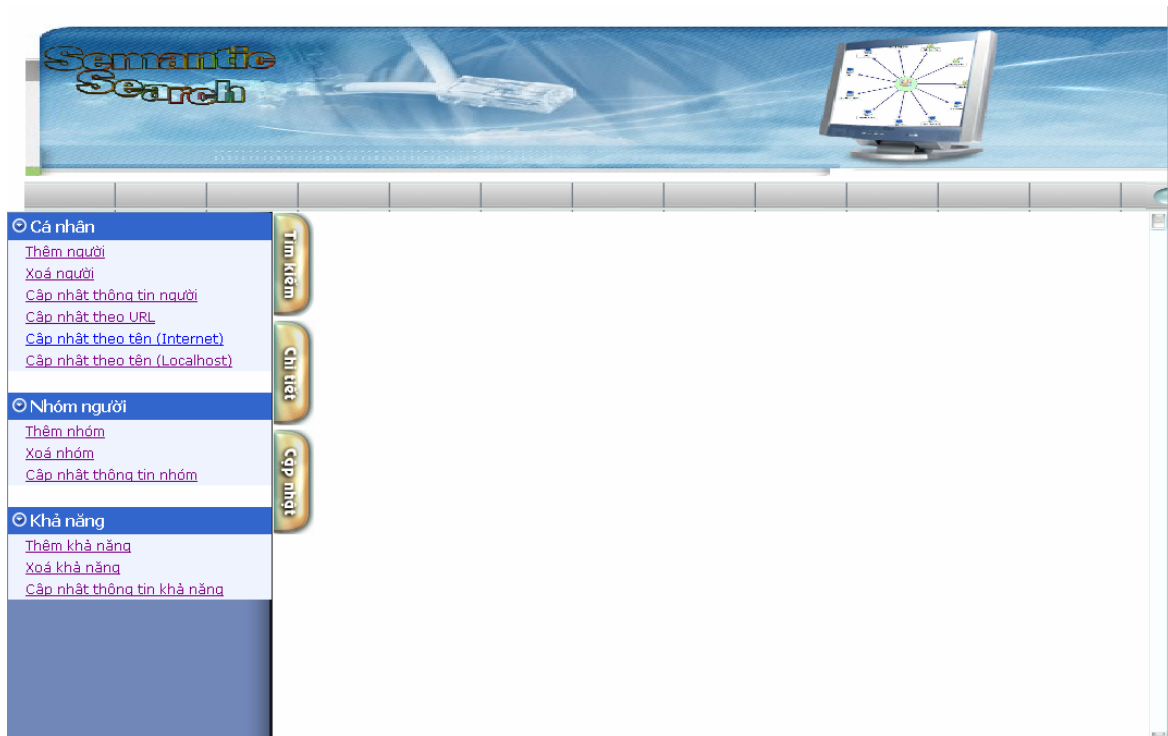 Semantic
Search
Cá nhân
Thêm người
Xoá người
Cập nhật thông tin người
Cập nhật theo URL
Cập nhật theo tên (Internet)
Cập nhật theo tên (Localhost)
Nhóm người
Thêm nhóm
Xoá nhóm
Cập nhật thông tin nhóm
Khả năng
Thêm khả năng
Xoá khả năng
Cập nhật thông tin khả năng
Tìm kiếm
Chi tiết
Cập nhật